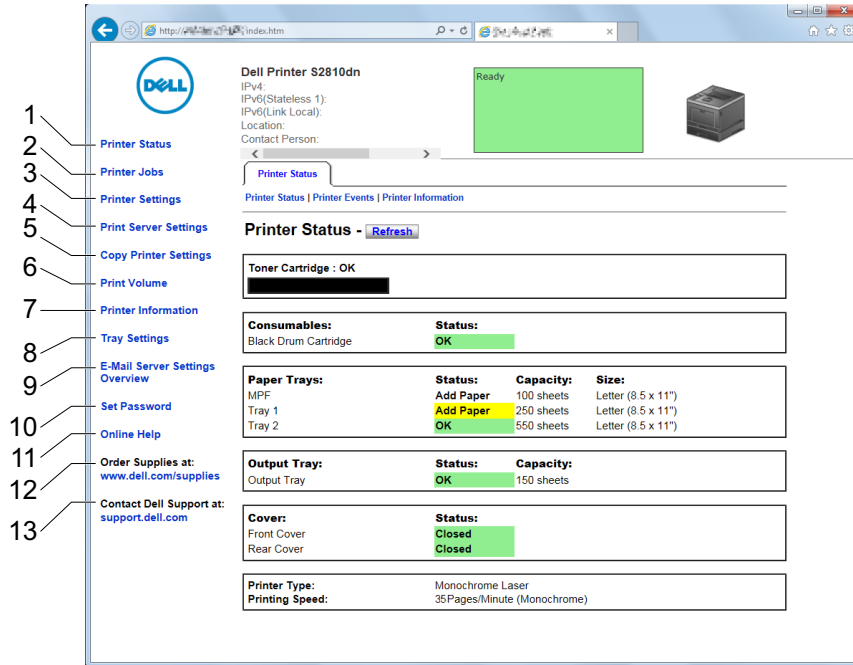 http:// index.htm
DELL
Dell Printer S2810dn
IPv4:
IPv6(Stateless 1):
IPv6(Link Local):
Location:
Contact Person:
Ready
1
Printer Status
2
Printer Jobs
3
Printer Settings
4
Print Server Settings
5
Copy Printer Settings
6
Print Volume
7
Printer Information
8
Tray Settings
9
E-Mail Server Settings
Overview
10
Set Password
11
Online Help
12
Order Supplies at:
www.dell.com/supplies
13
Contact Dell Support at:
support.dell.com
Printer Status
Printer Status | Printer Events | Printer Information
Printer Status - Refresh
Toner Cartridge : OK
Consumables: Status:
Black Drum Cartridge OK
Paper Trays: Status: Capacity: Size:
MPF Add Paper 100 sheets Letter (8.5 x 11")
Tray 1 Add Paper 250 sheets Letter (8.5 x 11")
Tray 2 OK 550 sheets Letter (8.5 x 11")
Output Tray: Status: Capacity:
Output Tray OK 150 sheets
Cover: Status:
Front Cover Closed
Rear Cover Closed
Printer Type: Monochrome Laser
Printing Speed: 35Pages/Minute (Monochrome)